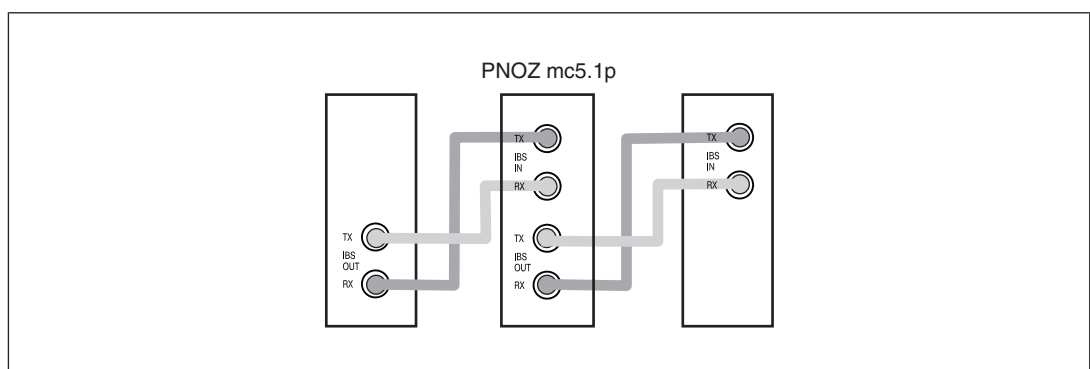 PNOZ mc5.1p
TX
IBS
OUT
RX
TX
IBS
IN
RX
TX
IBS
OUT
RX
TX
IBS
IN
RX